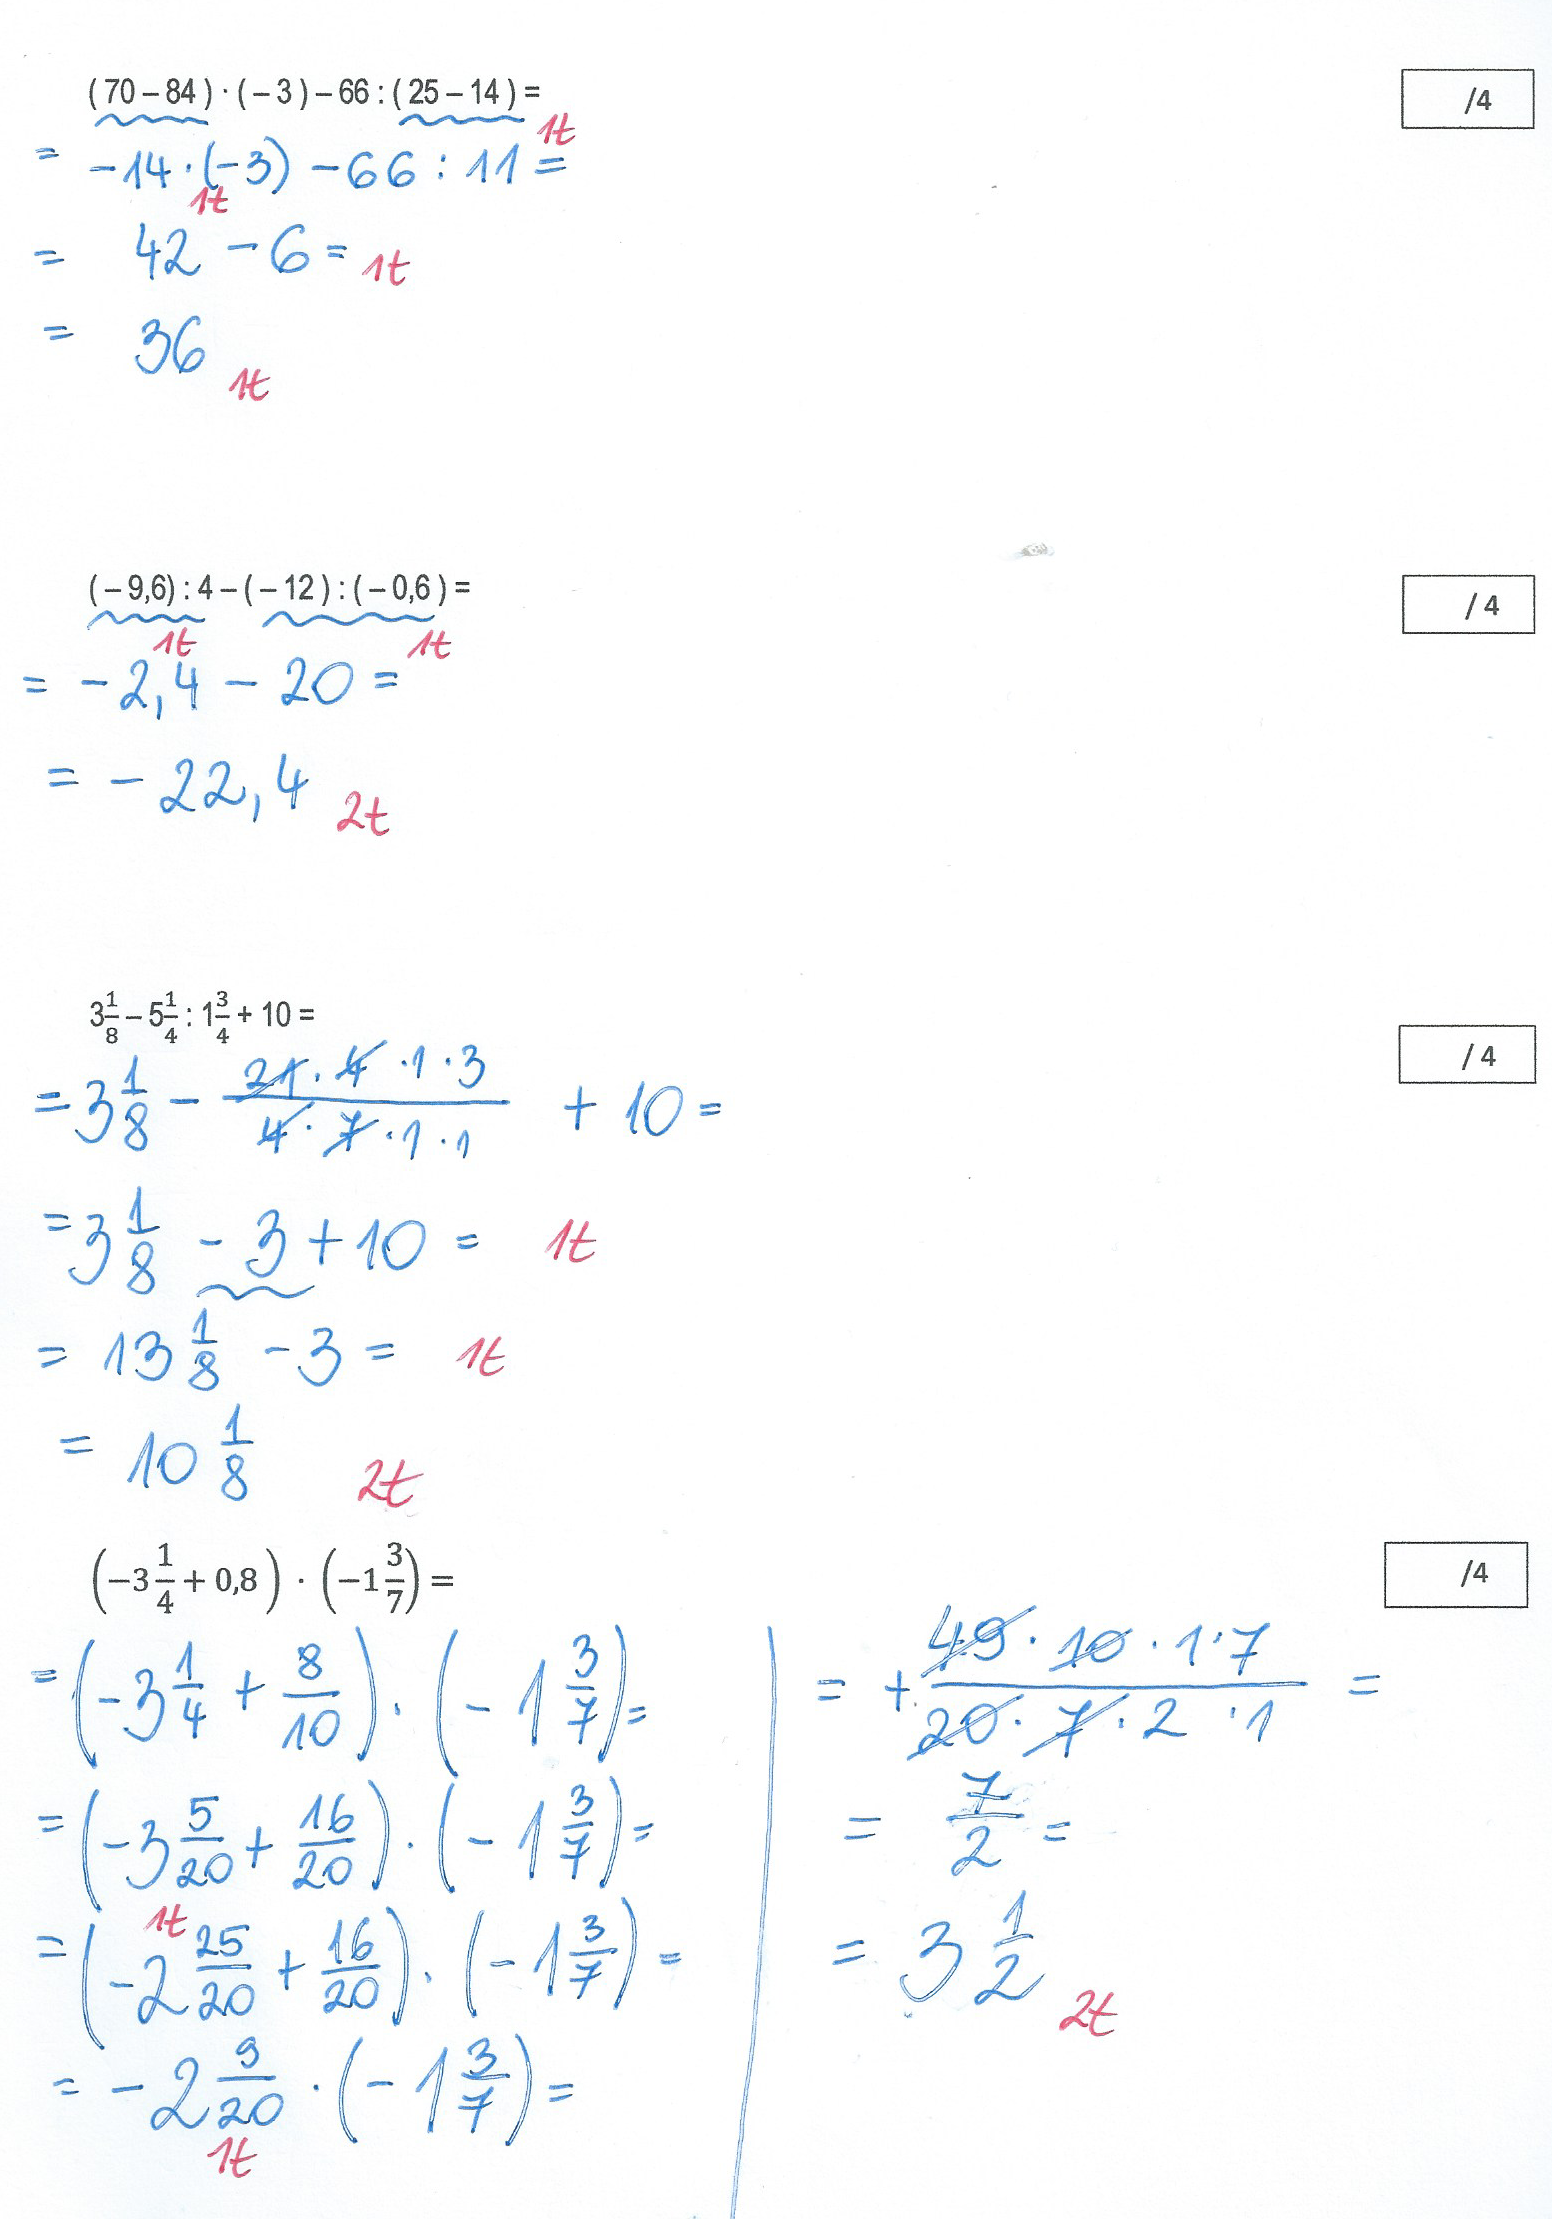 (70 – 84) · (– 3) – 66 : (25 – 14) =
/4
1t
= -14 · (-3) - 66 : 11 =
1t
= 42 - 6 = 1t
= 36
1t
(– 9,6) : 4 – (– 12) : (– 0,6) =
/ 4
1t 1t
= - 2,4 - 20 =
= - 22,4 2t
3 1/8 – 5 1/4 : 1 3/4 + 10 =
/ 4
= 3 1/8 - 21 · 4 · 1 · 3 / 4 · 7 · 1 · 1 + 10 =
= 3 1/8 - 3 + 10 = 1t
= 13 1/8 - 3 = 1t
= 10 1/8 2t
(–3 1/4 + 0,8) · (–1 3/7) =
/4
= (-3 1/4 + 8/10) · (-1 3/7) =
= (-3 5/20 + 16/20) · (-1 3/7) =
1t
= (-2 25/20 + 16/20) · (-1 3/7) =
= -2 9/20 · (-1 3/7) =
1t
= + 49 · 10 · 1 · 7 / 20 · 7 · 2 · 1 =
= 7/2 =
= 3 1/2
2t